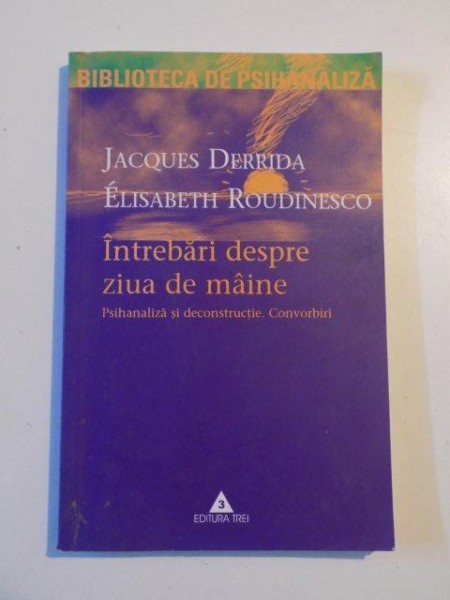 BIBLIOTECA DE PSIHANALIZĂ
JACQUES DERRIDA
ÉLISABETH ROUDINESCO
Întrebări despre
ziua de mâine
Psihanaliză și deconstrucție. Convorbiri
3
EDITURA TREI